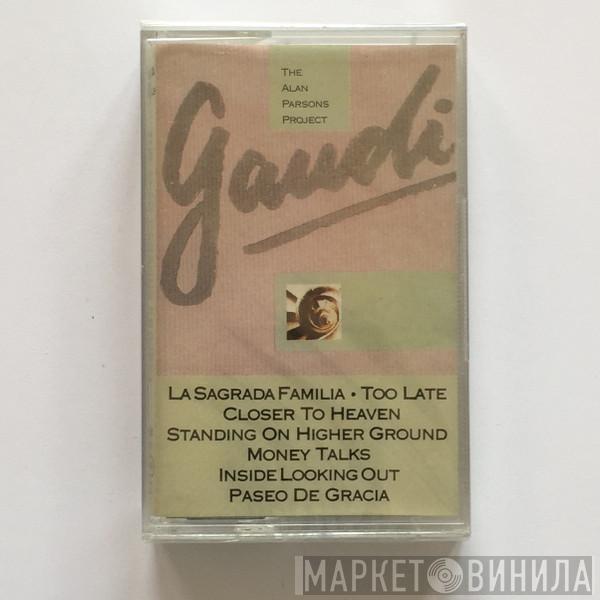 THE
ALAN
PARSONS
PROJECT
gaudi
LA SAGRADA FAMILIA • TOO LATE
CLOSER TO HEAVEN
STANDING ON HIGHER GROUND
MONEY TALKS
INSIDE LOOKING OUT
PASEO DE GRACIA
МАРКЕТ ВИНИЛА